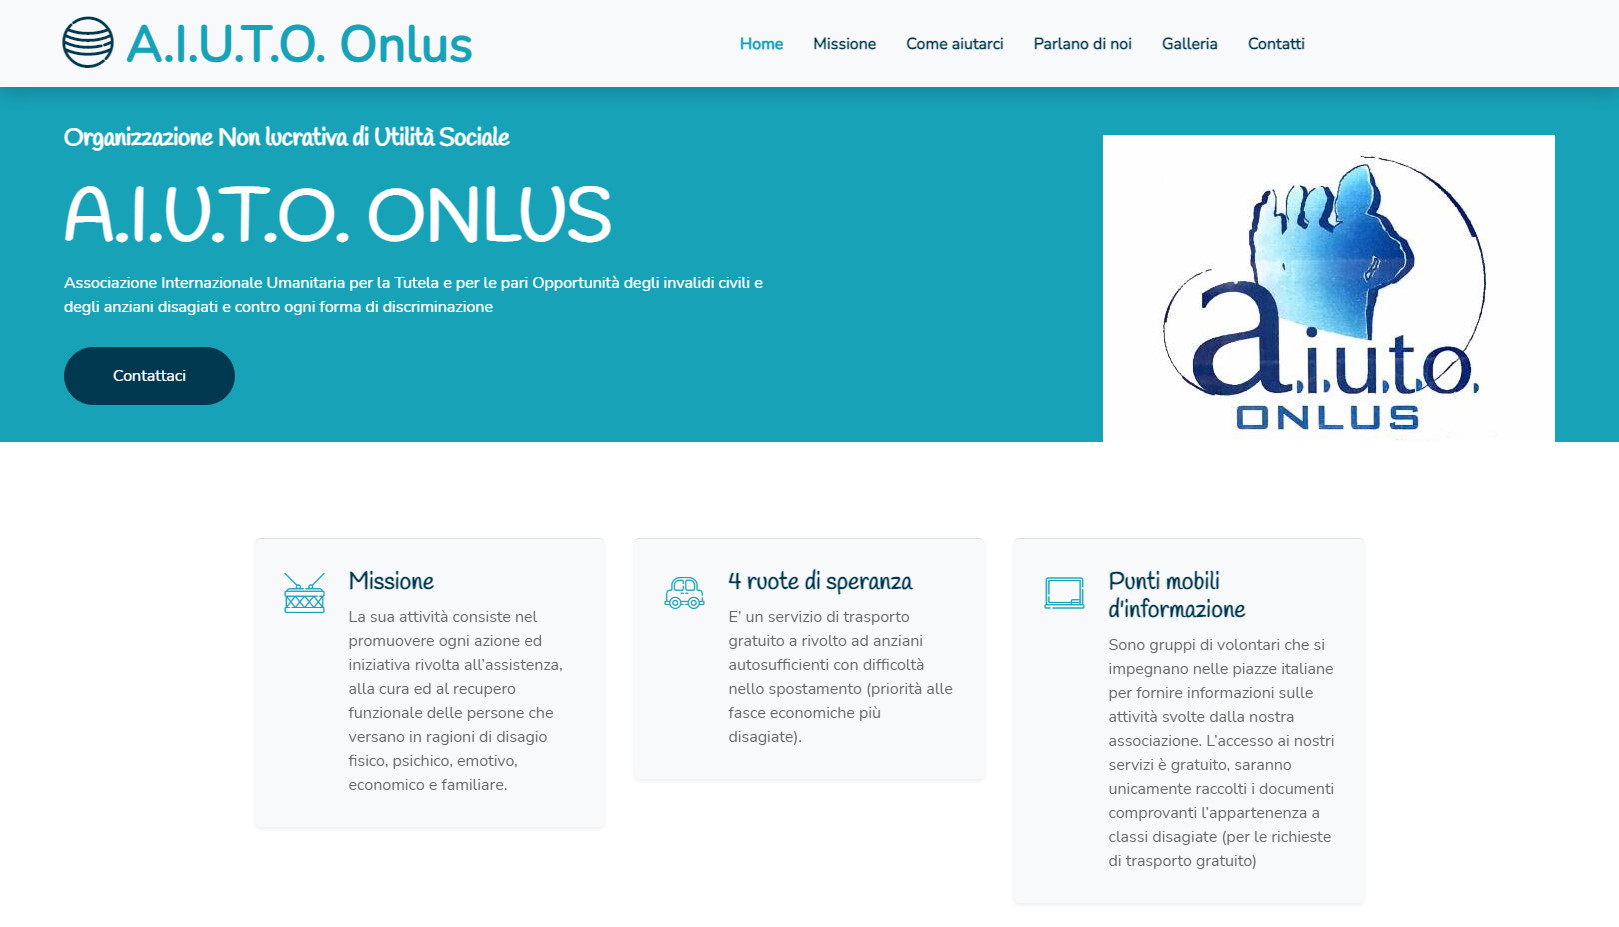 A.I.U.T.O. Onlus
Home Missione Come aiutarci Parlano di noi Galleria Contatti
Organizzazione Non lucrativa di Utilità Sociale
A.I.U.T.O. ONLUS
Associazione Internazionale Umanitaria per la Tutela e per le pari Opportunità degli invalidi civili e
degli anziani disagiati e contro ogni forma di discriminazione
Contattaci
a.i.u.t.o.
ONLUS
Missione
La sua attività consiste nel
promuovere ogni azione ed
iniziativa rivolta all’assistenza,
alla cura ed al recupero
funzionale delle persone che
versano in ragioni di disagio
fisico, psichico, emotivo,
economico e familiare.
4 ruote di speranza
E’ un servizio di trasporto
gratuito a rivolto ad anziani
autosufficienti con difficoltà
nello spostamento (priorità alle
fasce economiche più
disagiate).
Punti mobili
d'informazione
Sono gruppi di volontari che si
impegnano nelle piazze italiane
per fornire informazioni sulle
attività svolte dalla nostra
associazione. L’accesso ai nostri
servizi è gratuito, saranno
unicamente raccolti i documenti
comprovanti l’appartenenza a
classi disagiate (per le richieste
di trasporto gratuito)